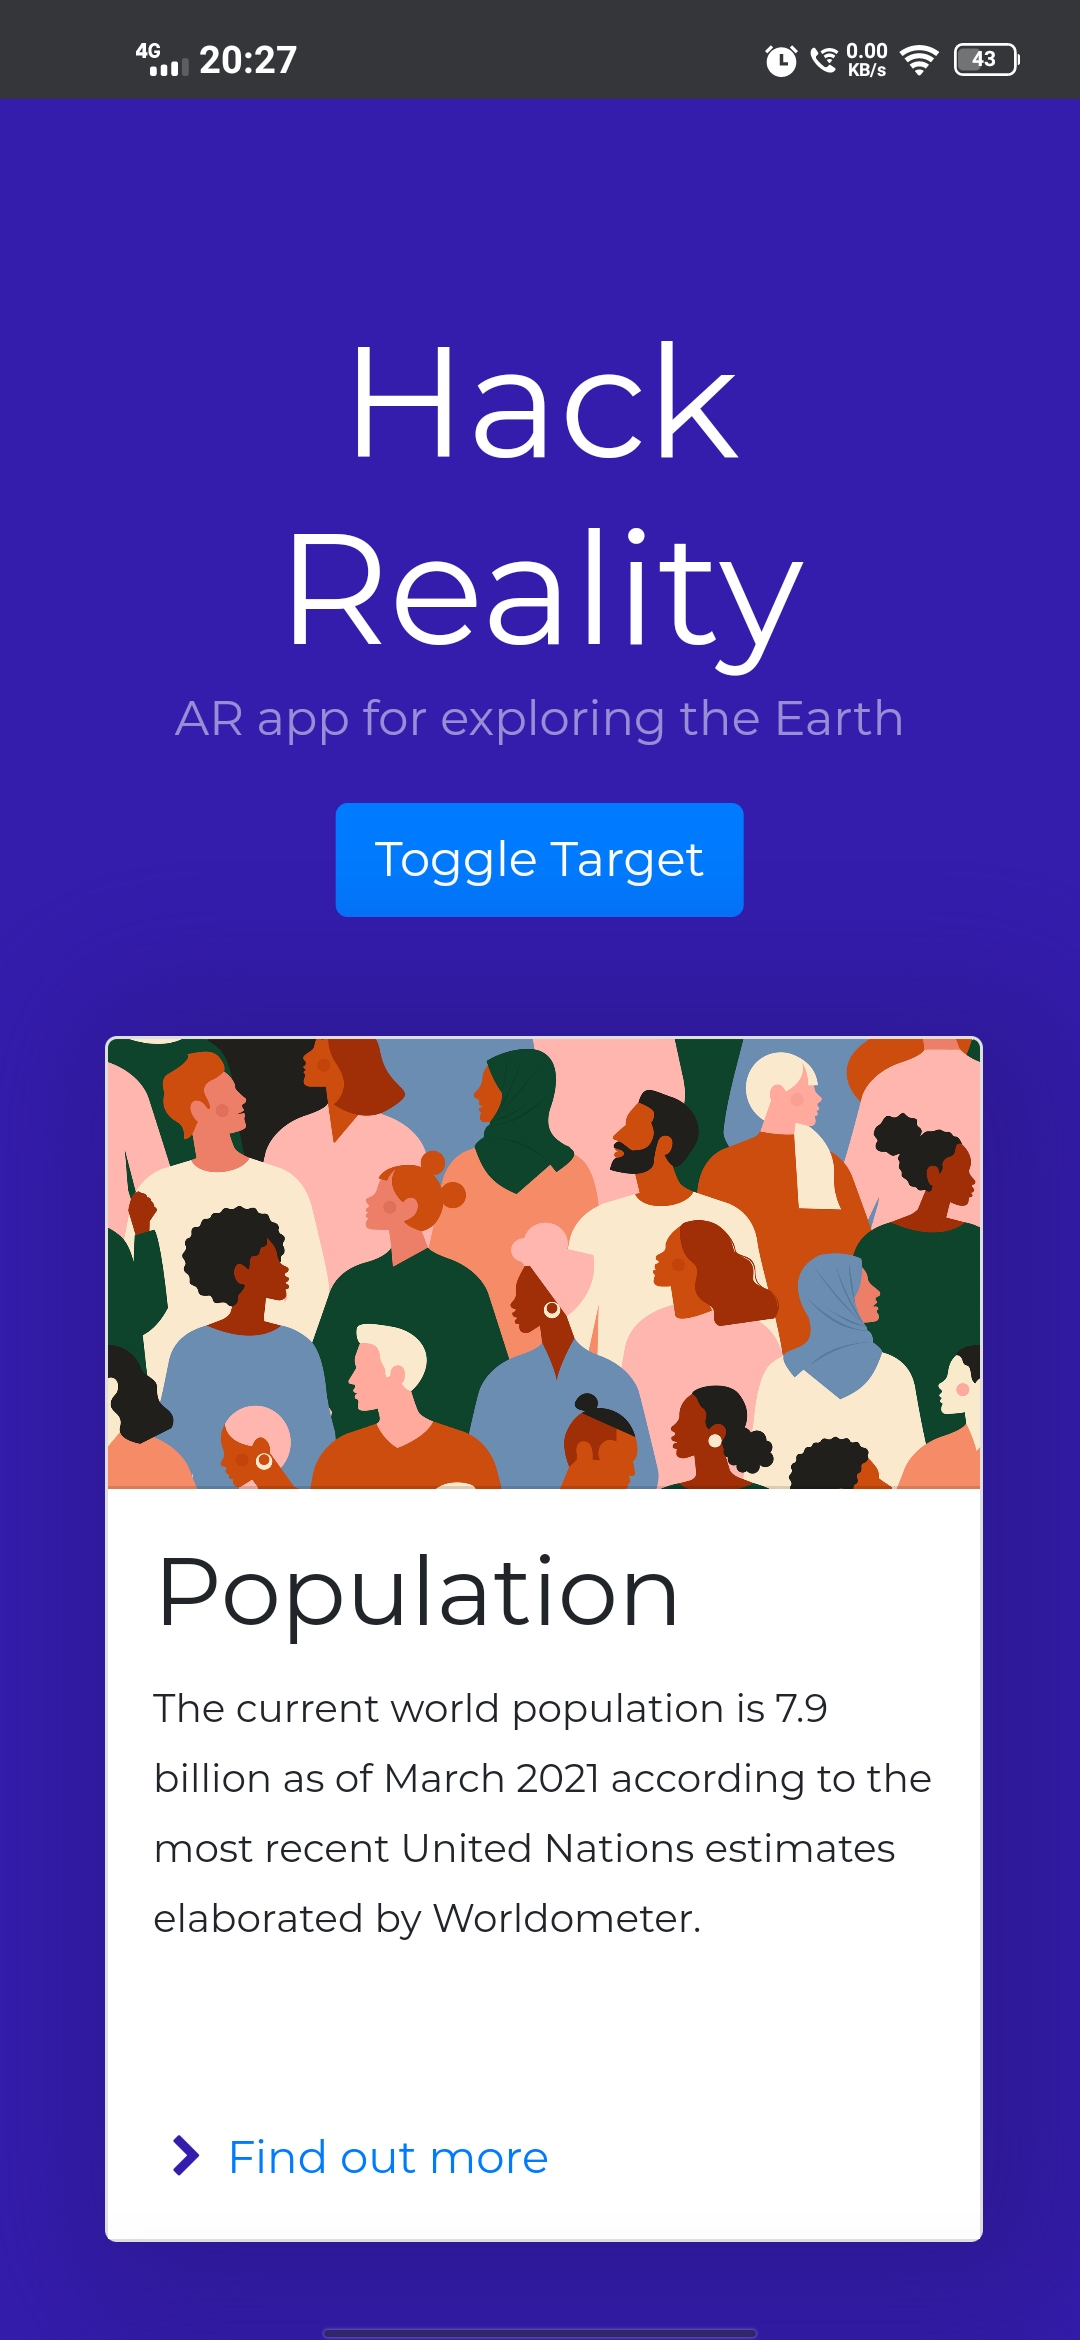 4G 20:27 0.00 KB/s 43
Hack
Reality
AR app for exploring the Earth
Toggle Target
Population
The current world population is 7.9
billion as of March 2021 according to the
most recent United Nations estimates
elaborated by Worldometer.
Find out more